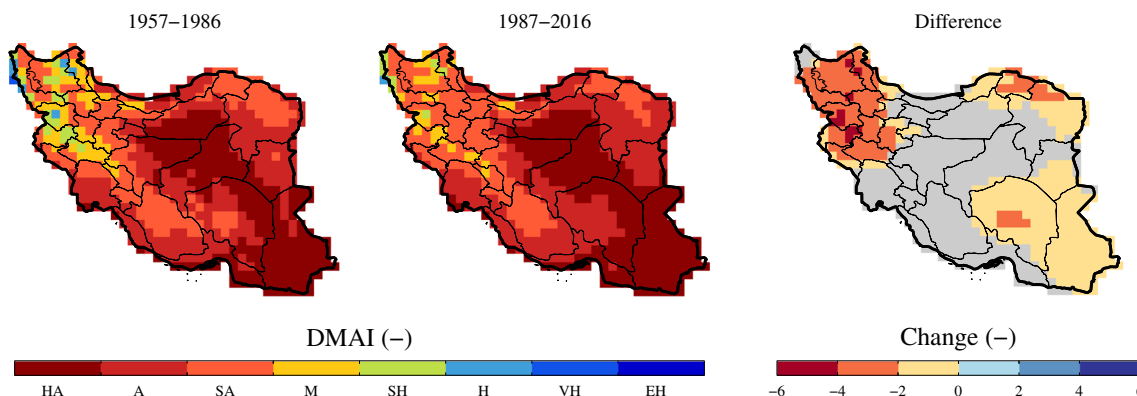 1957−1986
1987−2016
Difference
DMAI (−)
HA A SA M SH H VH EH
Change (−)
−6 −4 −2 0 2 4